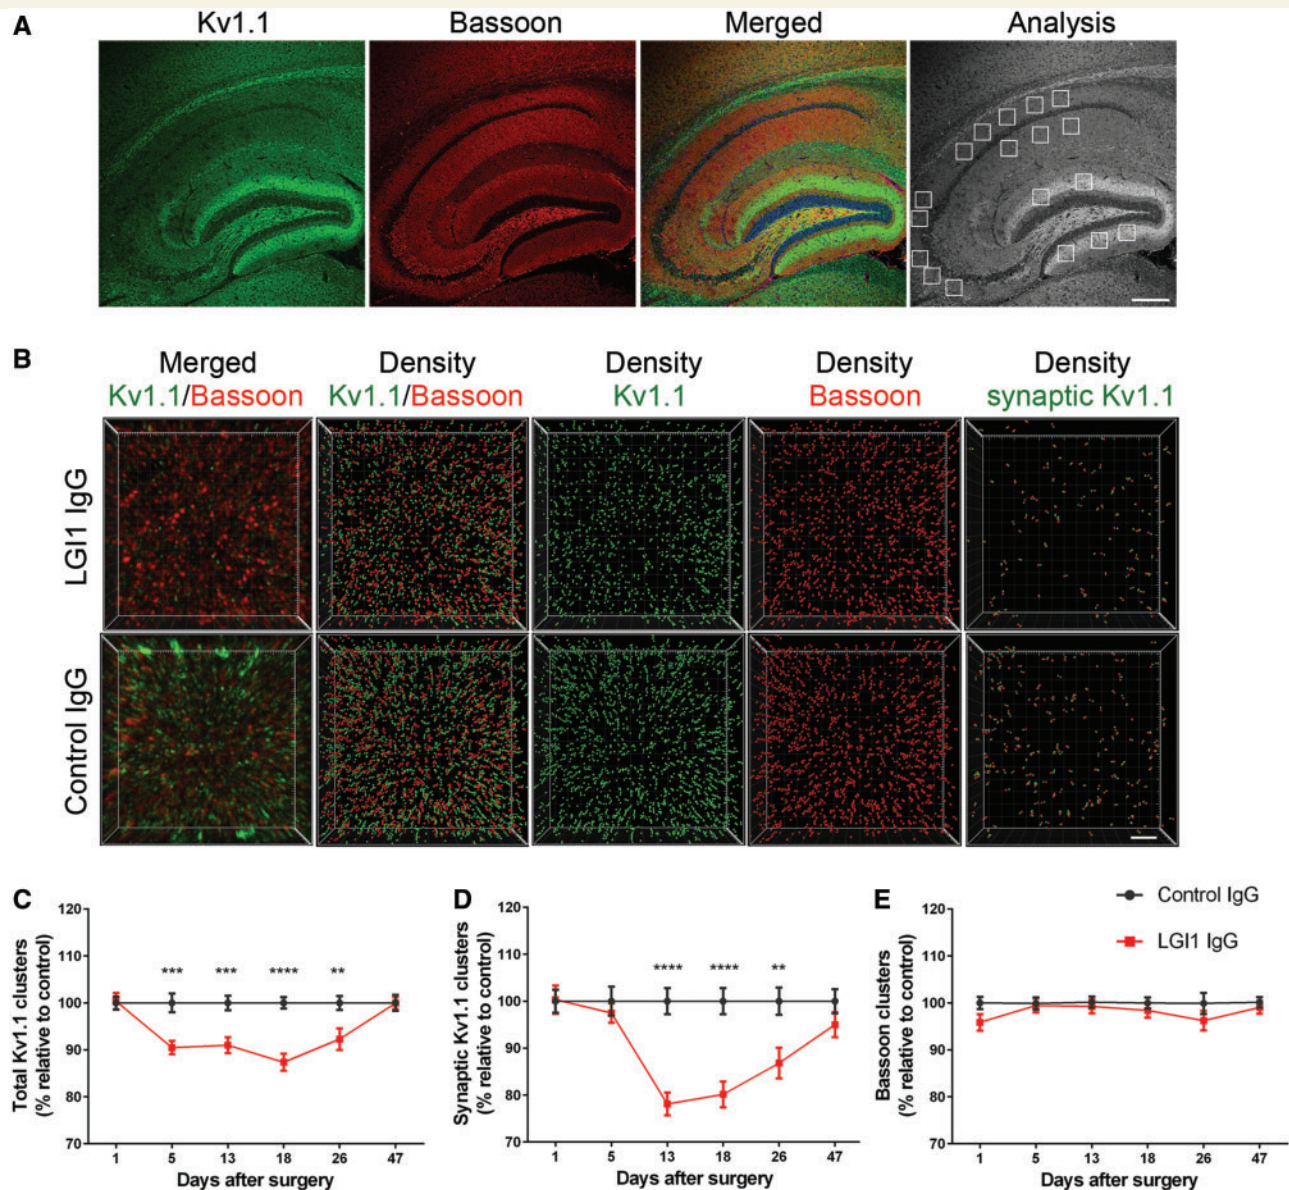 A
Kv1.1 Bassoon Merged Analysis
B
Merged Density Density Density Density
Kv1.1/Bassoon Kv1.1/Bassoon Kv1.1 Bassoon synaptic Kv1.1
LGI1 IgG
Control IgG
C
Total Kv1.1 clusters
(% relative to control)
120
110
100
90
80
70
*** *** **** **
1 5 13 18 26 47
Days after surgery
D
Synaptic Kv1.1 clusters
(% relative to control)
120
110
100
90
80
70
**** **** **
1 5 13 18 26 47
Days after surgery
E
Control IgG
LGI1 IgG
Bassoon clusters
(% relative to control)
120
110
100
90
80
70
1 5 13 18 26 47
Days after surgery